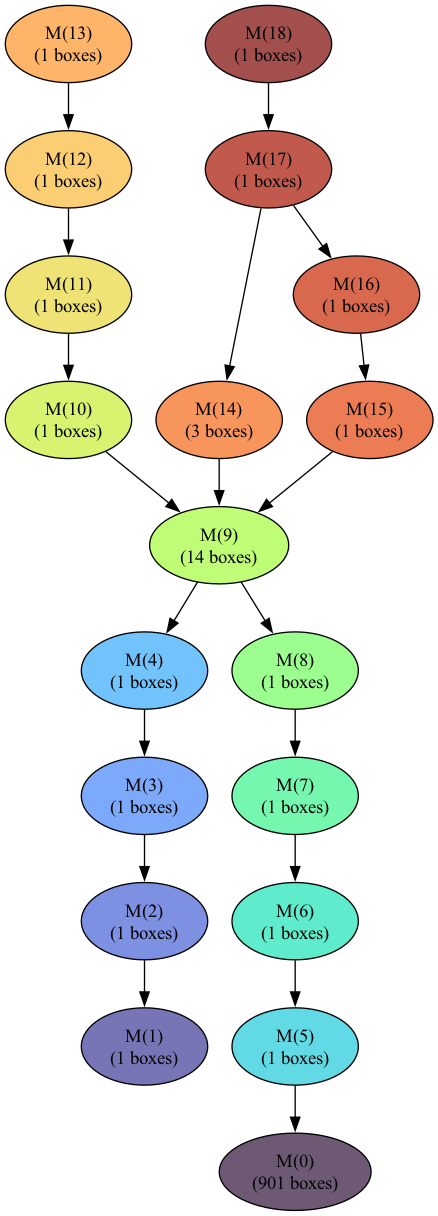 M(13)
(1 boxes)
M(18)
(1 boxes)
M(12)
(1 boxes)
M(17)
(1 boxes)
M(11)
(1 boxes)
M(16)
(1 boxes)
M(10)
(1 boxes)
M(14)
(3 boxes)
M(15)
(1 boxes)
M(9)
(14 boxes)
M(4)
(1 boxes)
M(8)
(1 boxes)
M(3)
(1 boxes)
M(7)
(1 boxes)
M(2)
(1 boxes)
M(6)
(1 boxes)
M(1)
(1 boxes)
M(5)
(1 boxes)
M(0)
(901 boxes)